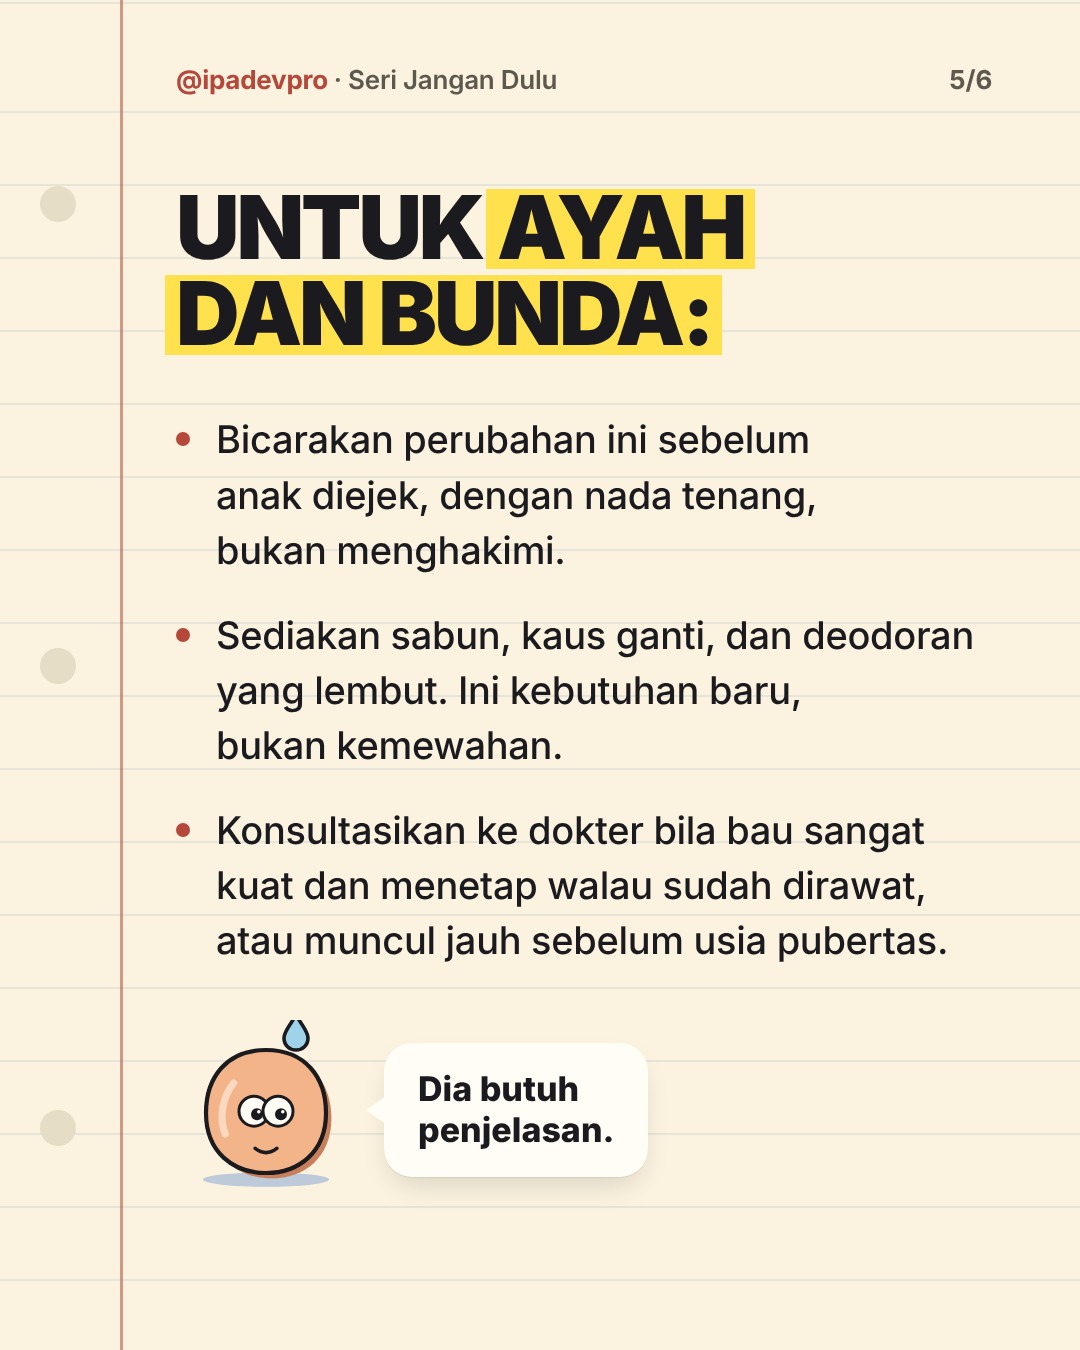 @ipadevpro · Seri Jangan Dulu
5/6
UNTUK AYAH
DAN BUNDA:
• Bicarakan perubahan ini sebelum
anak diejek, dengan nada tenang,
bukan menghakimi.
• Sediakan sabun, kaus ganti, dan deodoran
yang lembut. Ini kebutuhan baru,
bukan kemewahan.
• Konsultasikan ke dokter bila bau sangat
kuat dan menetap walau sudah dirawat,
atau muncul jauh sebelum usia pubertas.
Dia butuh
penjelasan.